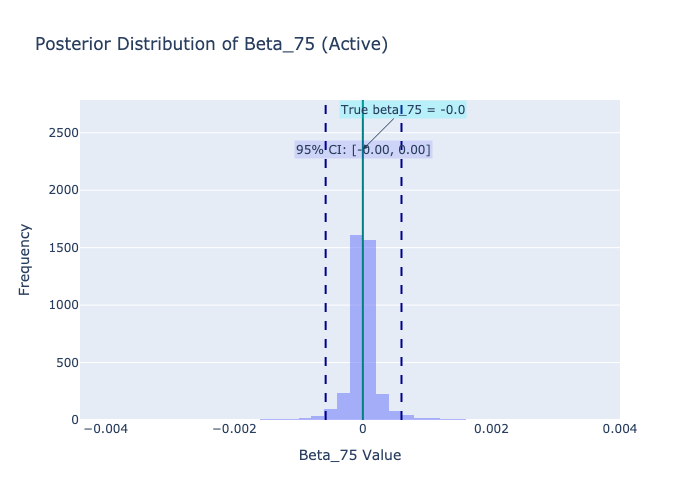 Posterior Distribution of Beta_75 (Active)
True beta_75 = -0.0
95% CI: [-0.00, 0.00]
2500
2000
1500
1000
500
0
Frequency
−0.004
−0.002
0
0.002
0.004
Beta_75 Value